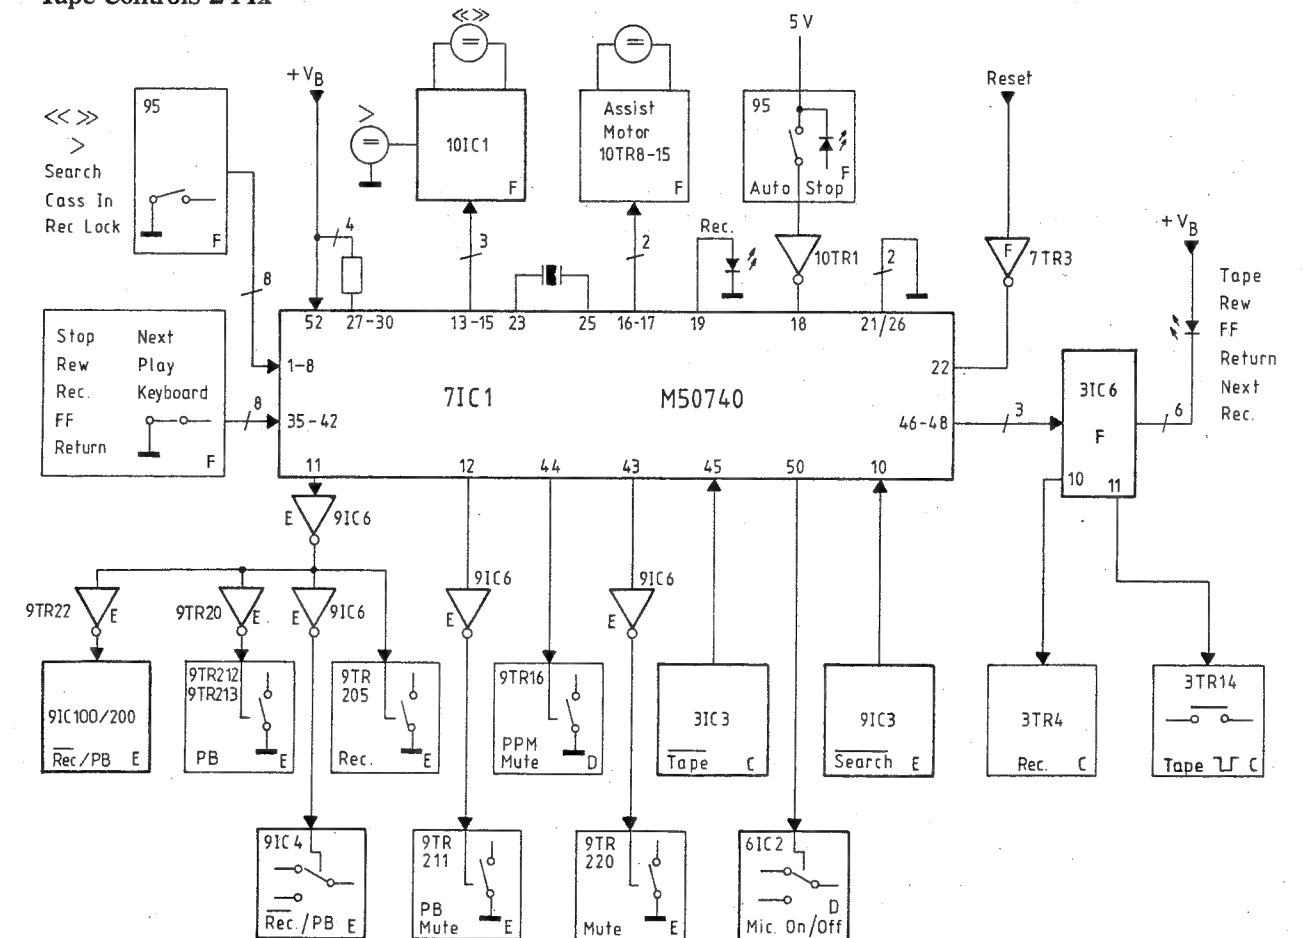 Tape Controls
<< >>
5 V
+VB
Reset
95
<< >>
>
Search
Cass In
Rec Lock
F
>
10IC1
F
Assist
Motor
10TR8-15
F
95
F
Auto Stop
4
3
2
Rec.
10TR1
2
F
7TR3
+VB
Tape
Rew
FF
Return
Next
Rec.
8
52
27-30
13-15
23
25
16-17
19
18
21/26
Stop Next
Rew Play
Rec. Keyboard
FF
Return
F
8
1-8
35-42
7IC1
M50740
22
46-48
3
3IC6
F
10
11
6
11
12
44
43
45
50
10
E
9IC6
9TR22
E
9TR20
E
E
9IC6
9IC6
E
9IC6
E
9IC100/200
Rec/PB E
9TR212
9TR213
PB E
9TR
205
Rec. E
9TR16
PPM
Mute D
3IC3
Tape C
9IC3
Search E
3TR4
Rec. C
3TR14
Tape C
9IC4
Rec./PB E
9TR
211
PB
Mute E
9TR
220
Mute E
6IC2
D
Mic. On/Off